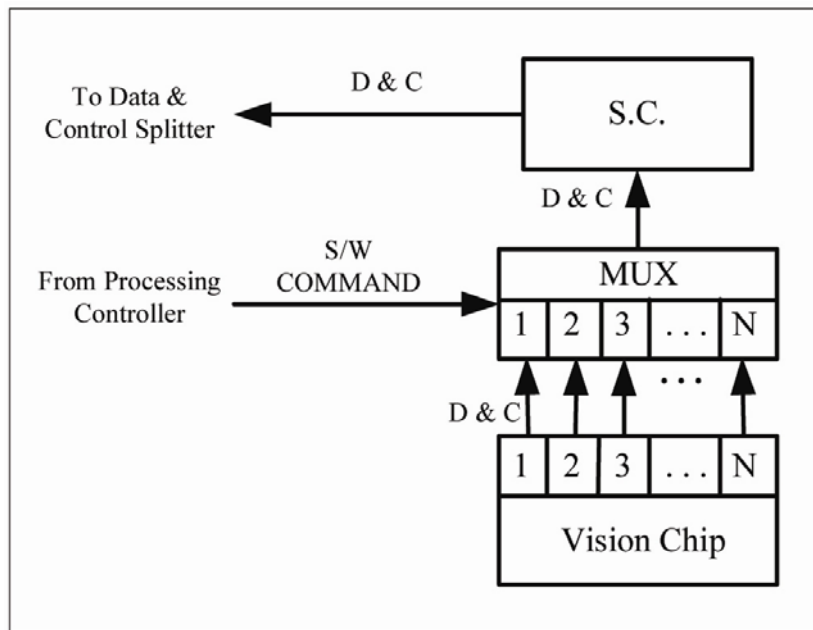 D & C
To Data &
Control Splitter
S.C.
D & C
S/W
COMMAND
From Processing
Controller
MUX
1 2 3 . . . N
. . .
D & C
1 2 3 . . . N
Vision Chip